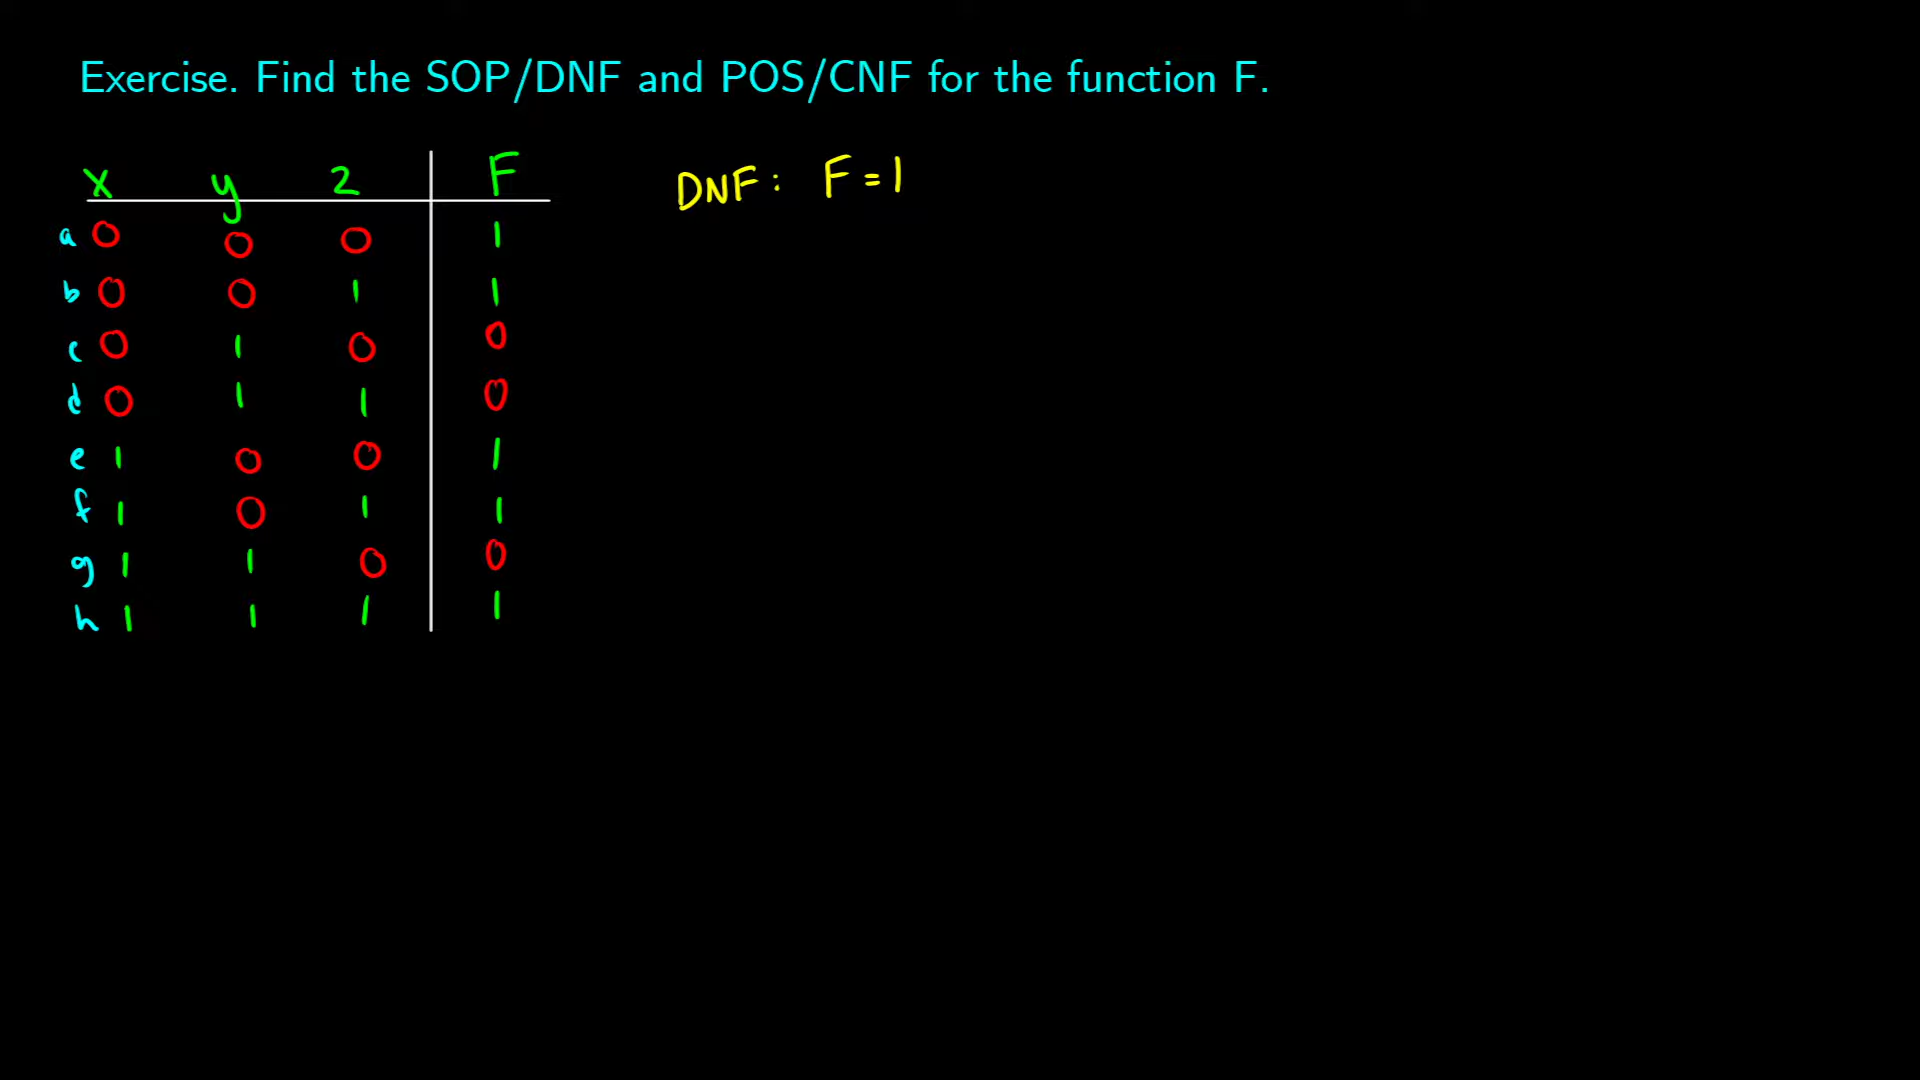 Exercise. Find the SOP/DNF and POS/CNF for the function F.
x y z F
DNF: F = 1
a 0 0 0 1
b 0 0 1 1
c 0 1 0 0
d 0 1 1 0
e 1 0 0 1
f 1 0 1 1
g 1 1 0 0
h 1 1 1 1